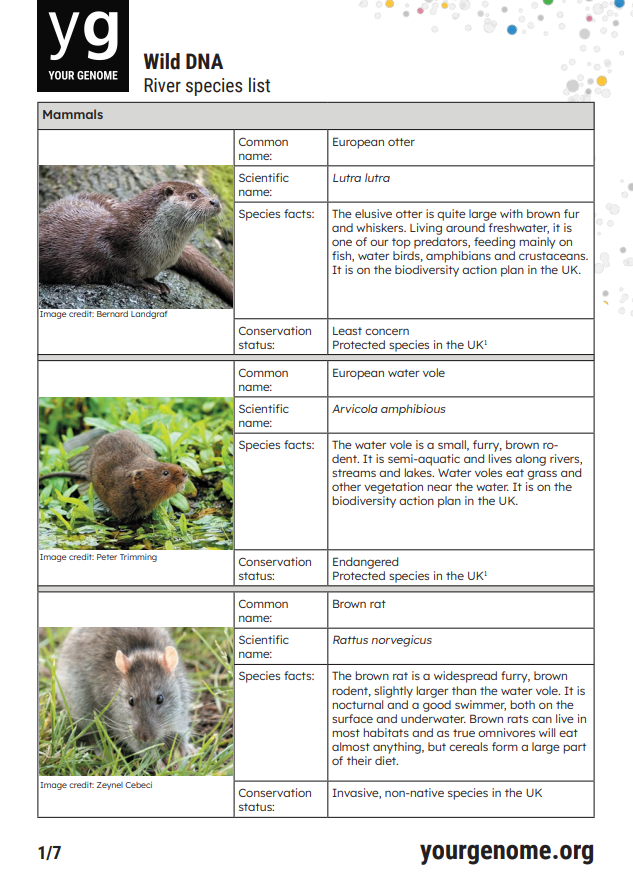 yg
YOUR GENOME
Wild DNA
River species list
Mammals
Common
name:
European otter
Scientific
name:
Lutra lutra
Species facts:
The elusive otter is quite large with brown fur
and whiskers. Living around freshwater, it is
one of our top predators, feeding mainly on
fish, water birds, amphibians and crustaceans.
It is on the biodiversity action plan in the UK.
Image credit: Bernard Landgraf
Conservation
status:
Least concern
Protected species in the UK¹
Common
name:
European water vole
Scientific
name:
Arvicola amphibious
Species facts:
The water vole is a small, furry, brown ro-
dent. It is semi-aquatic and lives along rivers,
streams and lakes. Water voles eat grass and
other vegetation near the water. It is on the
biodiversity action plan in the UK.
Image credit: Peter Trimming
Conservation
status:
Endangered
Protected species in the UK¹
Common
name:
Brown rat
Scientific
name:
Rattus norvegicus
Species facts:
The brown rat is a widespread furry, brown
rodent, slightly larger than the water vole. It is
nocturnal and a good swimmer, both on the
surface and underwater. Brown rats can live in
most habitats and as true omnivores will eat
almost anything, but cereals form a large part
of their diet.
Image credit: Zeynel Cebeci
Conservation
status:
Invasive, non-native species in the UK
1/7
yourgenome.org